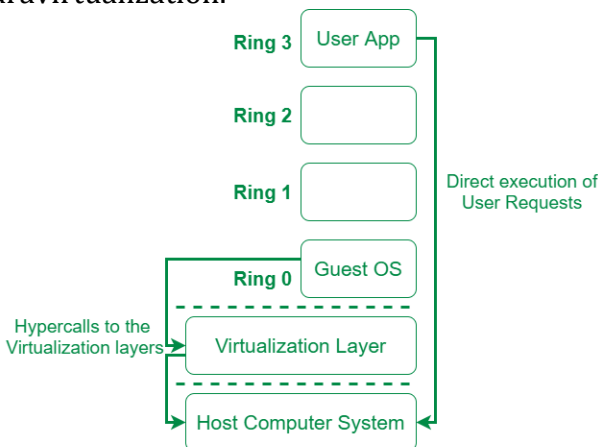 Ring 3
User App
Ring 2
Ring 1
Direct execution of
User Requests
Ring 0
Guest OS
Hypercalls to the
Virtualization layers
Virtualization Layer
Host Computer System